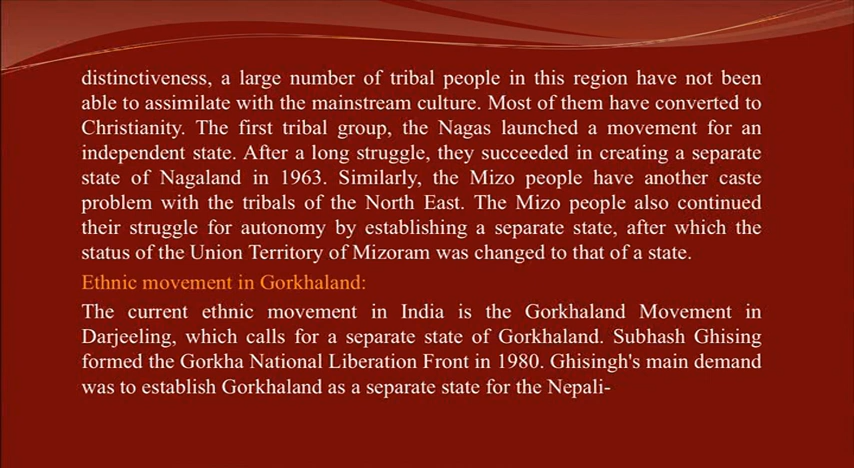 distinctiveness, a large number of tribal people in this region have not been
able to assimilate with the mainstream culture. Most of them have converted to
Christianity. The first tribal group, the Nagas launched a movement for an
independent state. After a long struggle, they succeeded in creating a separate
state of Nagaland in 1963. Similarly, the Mizo people have another caste
problem with the tribals of the North East. The Mizo people also continued
their struggle for autonomy by establishing a separate state, after which the
status of the Union Territory of Mizoram was changed to that of a state.
Ethnic movement in Gorkhaland:
The current ethnic movement in India is the Gorkhaland Movement in
Darjeeling, which calls for a separate state of Gorkhaland. Subhash Ghising
formed the Gorkha National Liberation Front in 1980. Ghisingh's main demand
was to establish Gorkhaland as a separate state for the Nepali-